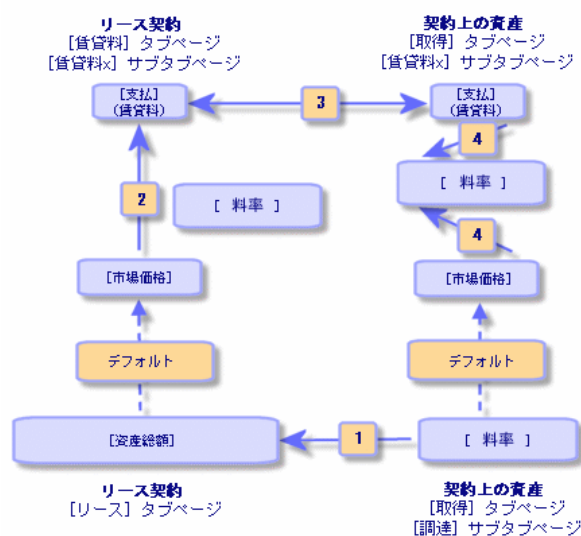 リース契約
[賃貸料] タブページ
[賃貸料x] サブタブページ
契約上の資産
[取得] タブページ
[賃貸料x] サブタブページ
[支払]
(賃貸料)
3
[支払]
(賃貸料)
4
2
[ 料率 ]
[ 料率 ]
4
[市場価格]
[市場価格]
デフォルト
デフォルト
[資産総額]
1
[ 料率 ]
リース契約
[リース] タブページ
契約上の資産
[取得] タブページ
[調達] サブタブページ